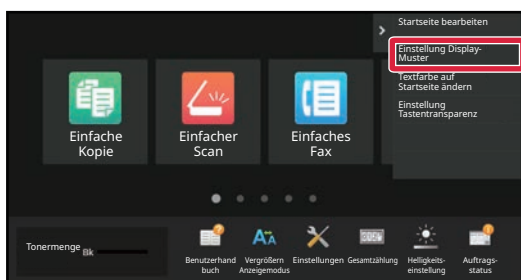 Startseite bearbeiten
Einstellung Display-
Muster
Textfarbe auf
Startseite ändern
Einstellung
Tastentransparenz
Einfache
Kopie
Einfacher
Scan
Einfaches
Fax
Tonermenge Bk
Benutzerhand
buch
Vergrößern
Anzeigemodus
Einstellungen
Gesamtzählung
Helligkeits-
einstellung
Auftrags-
status